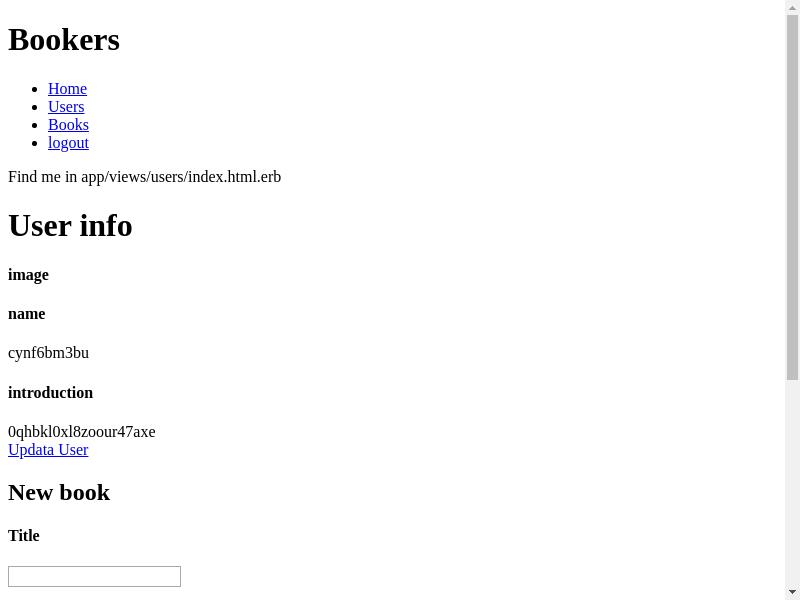 Bookers
Home
Users
Books
logout
Find me in app/views/users/index.html.erb
User info
image
name
cynf6bm3bu
introduction
0qhbkl0xl8zoour47axe
Updata User
New book
Title